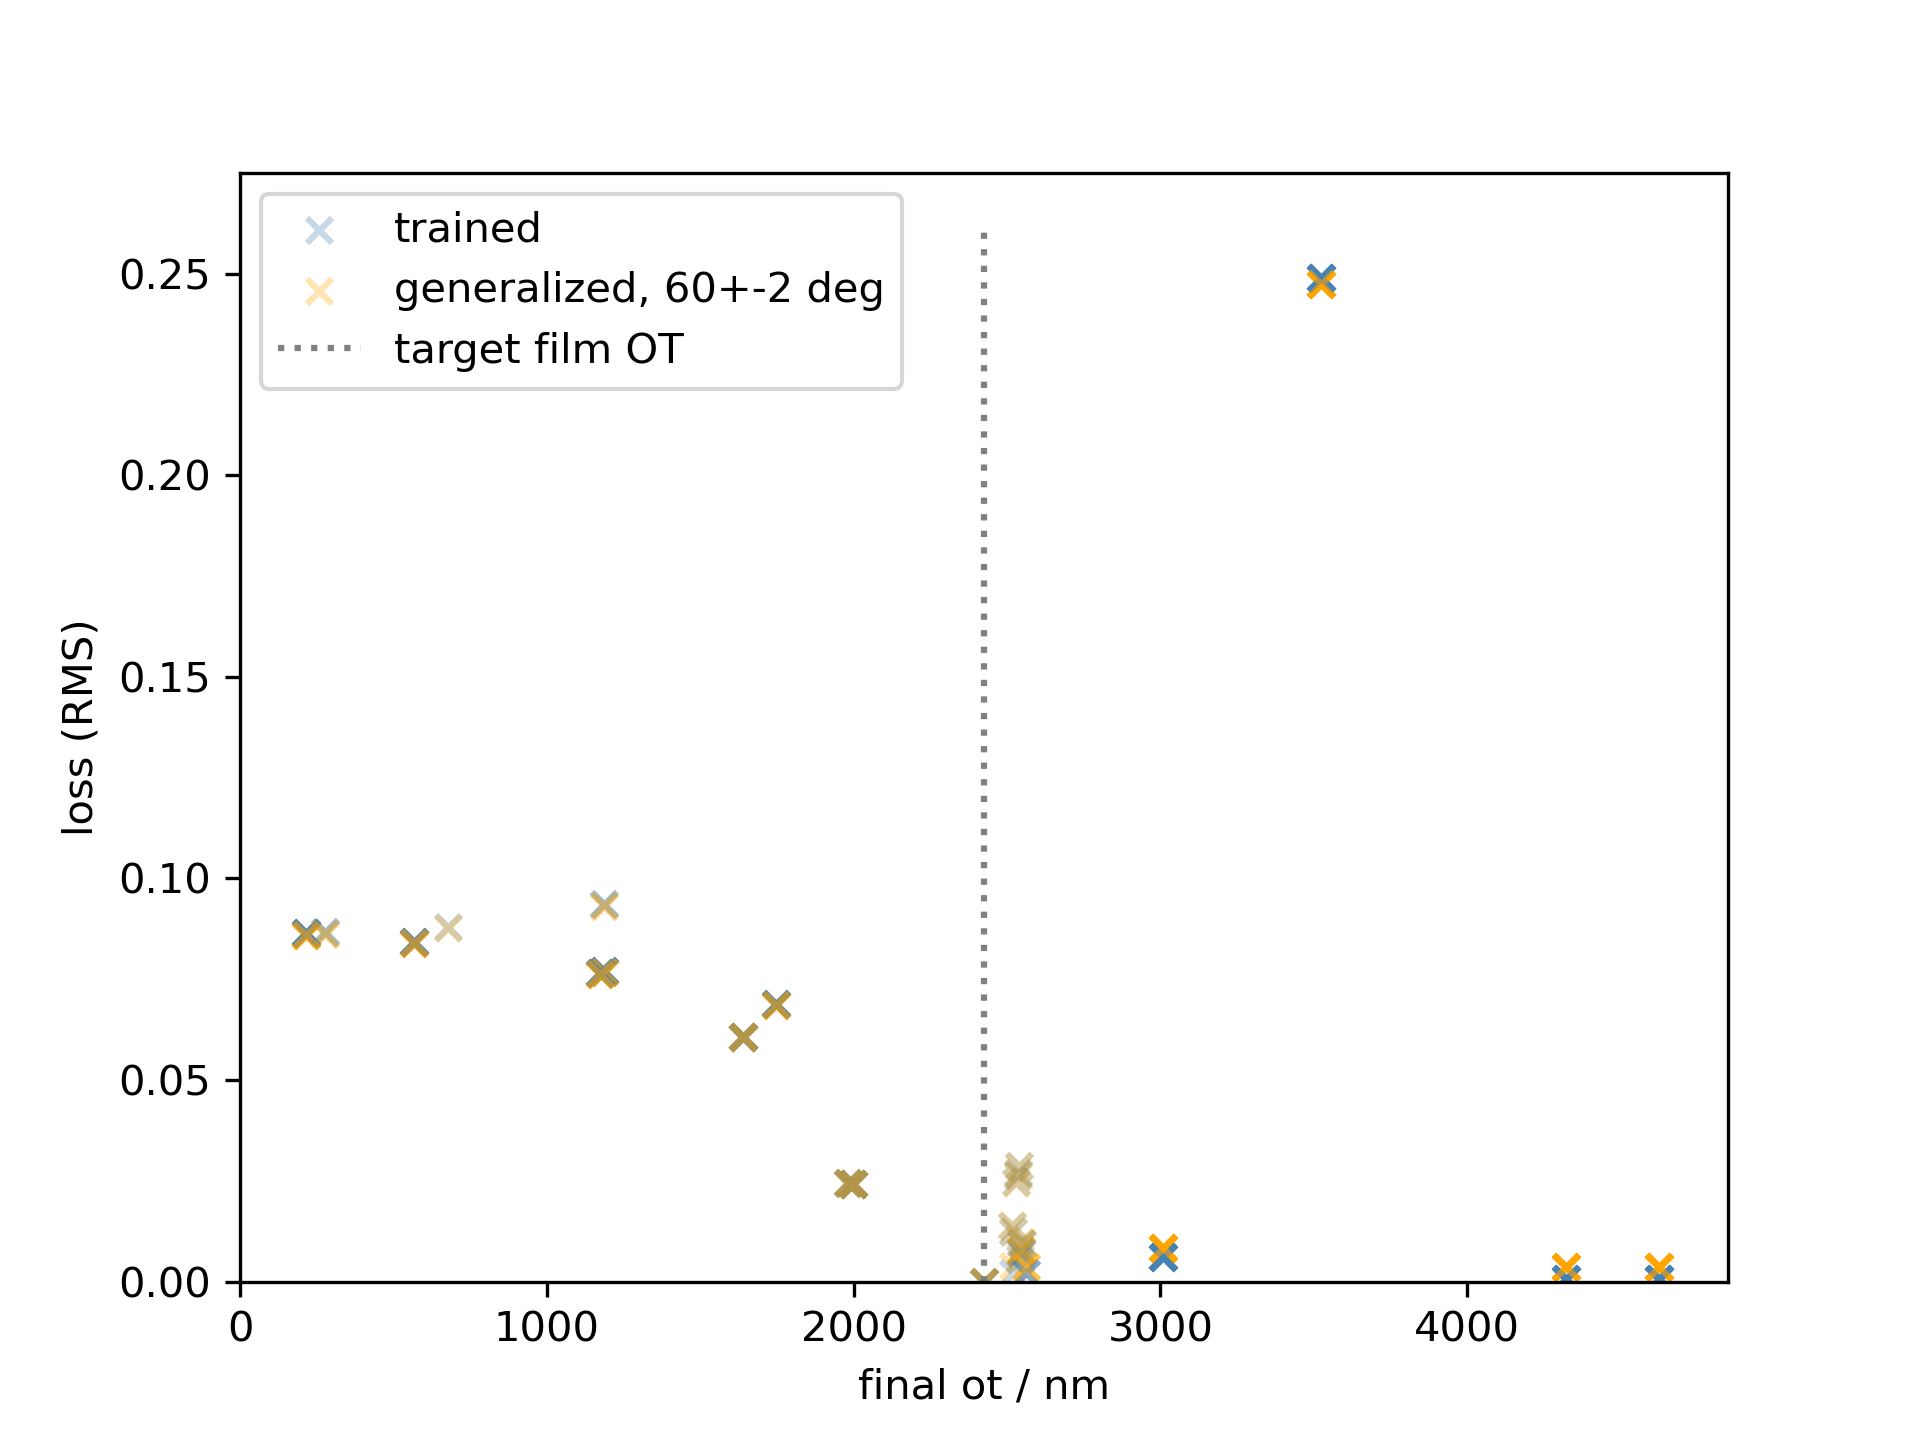 trained
generalized, 60+-2 deg
target film OT
0.25
0.20
0.15
0.10
0.05
0.00
loss (RMS)
0 1000 2000 3000 4000
final ot / nm